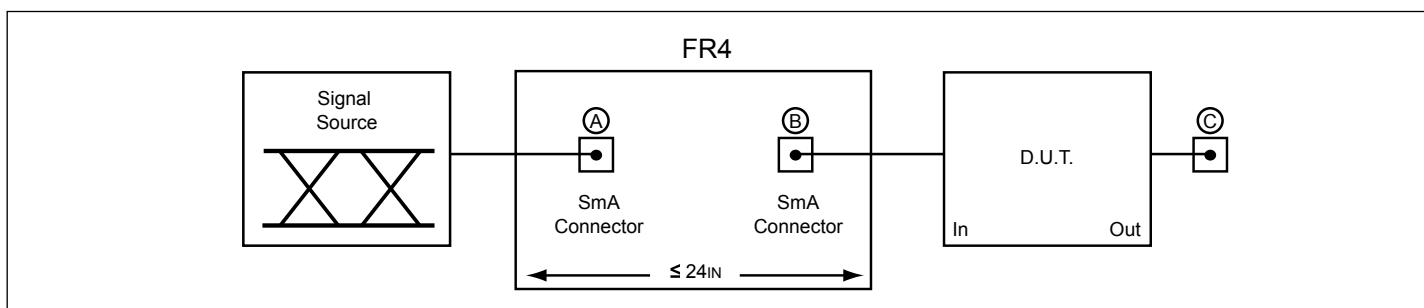 FR4
Signal
Source
A
B
C
D.U.T.
SmA
Connector
SmA
Connector
In
Out
≤ 24IN